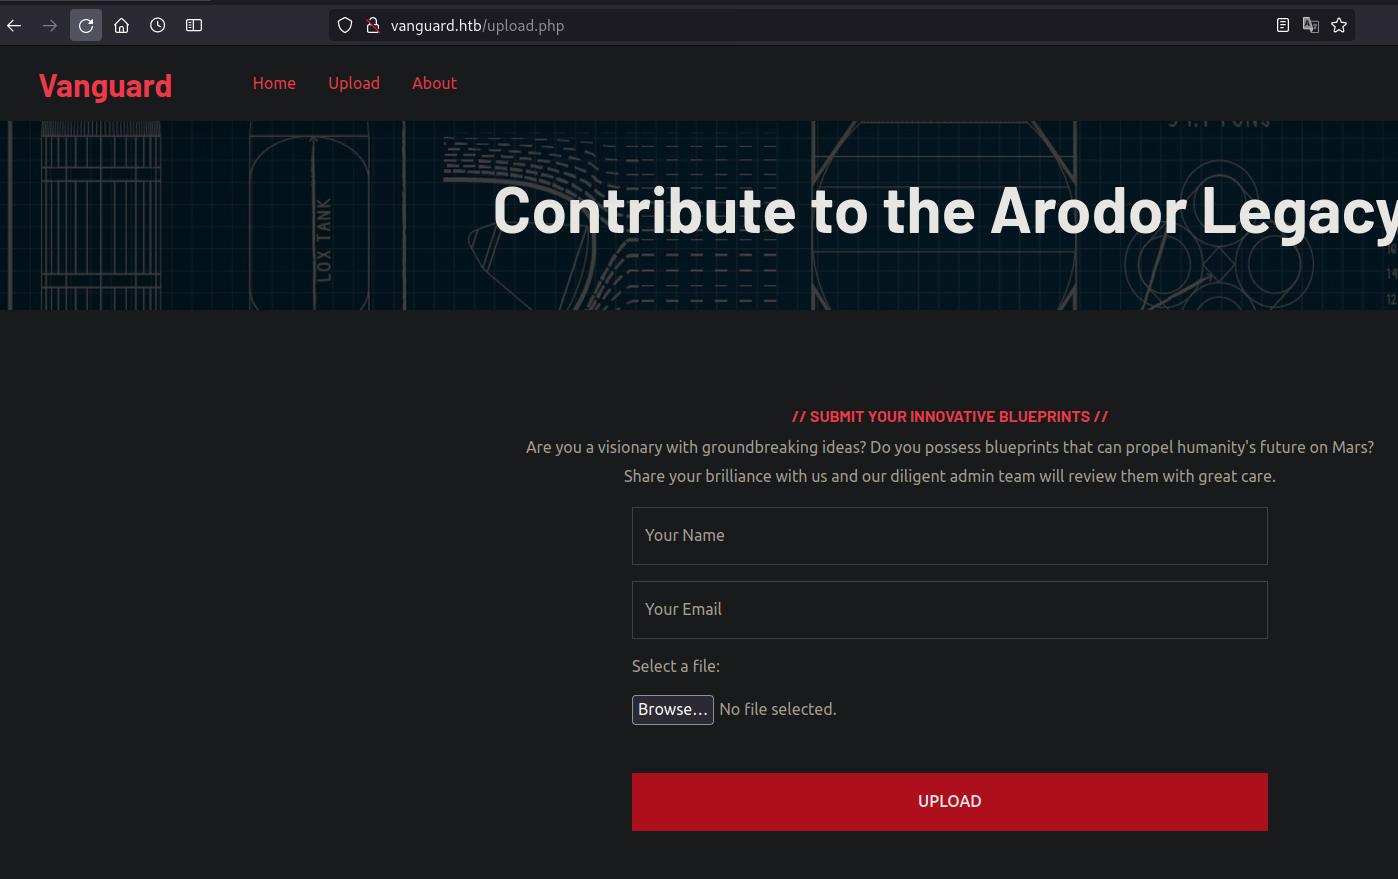 vanguard.htb/upload.php
Vanguard
Home Upload About
LOX TANK
Contribute to the Arodor Legacy
// SUBMIT YOUR INNOVATIVE BLUEPRINTS //
Are you a visionary with groundbreaking ideas? Do you possess blueprints that can propel humanity's future on Mars?
Share your brilliance with us and our diligent admin team will review them with great care.
Your Name
Your Email
Select a file:
Browse... No file selected.
UPLOAD